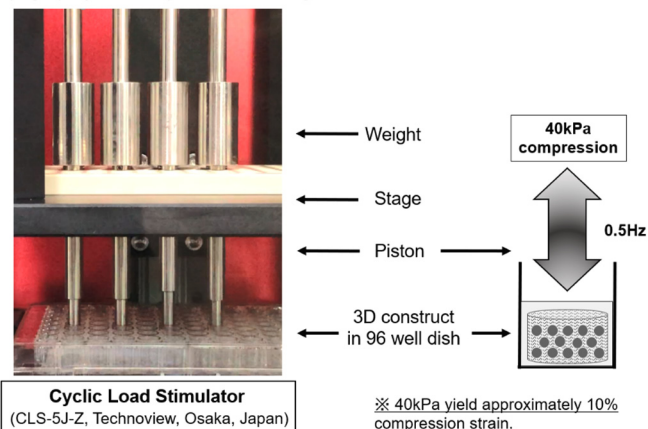 Weight
Stage
Piston
3D construct
in 96 well dish
40kPa
compression
0.5Hz
Cyclic Load Stimulator
(CLS-5J-Z, Technoview, Osaka, Japan)
※ 40kPa yield approximately 10%
compression strain.